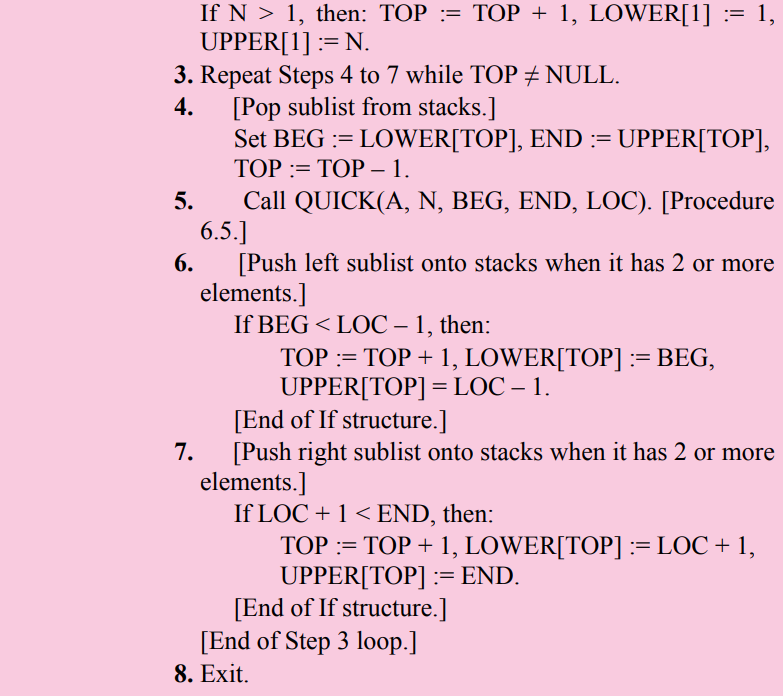 If N > 1, then: TOP := TOP + 1, LOWER[1] := 1,
UPPER[1] := N.
3. Repeat Steps 4 to 7 while TOP ≠ NULL.
4. [Pop sublist from stacks.]
Set BEG := LOWER[TOP], END := UPPER[TOP],
TOP := TOP – 1.
5. Call QUICK(A, N, BEG, END, LOC). [Procedure
6.5.]
6. [Push left sublist onto stacks when it has 2 or more
elements.]
If BEG < LOC – 1, then:
TOP := TOP + 1, LOWER[TOP] := BEG,
UPPER[TOP] = LOC – 1.
[End of If structure.]
7. [Push right sublist onto stacks when it has 2 or more
elements.]
If LOC + 1 < END, then:
TOP := TOP + 1, LOWER[TOP] := LOC + 1,
UPPER[TOP] := END.
[End of If structure.]
[End of Step 3 loop.]
8. Exit.